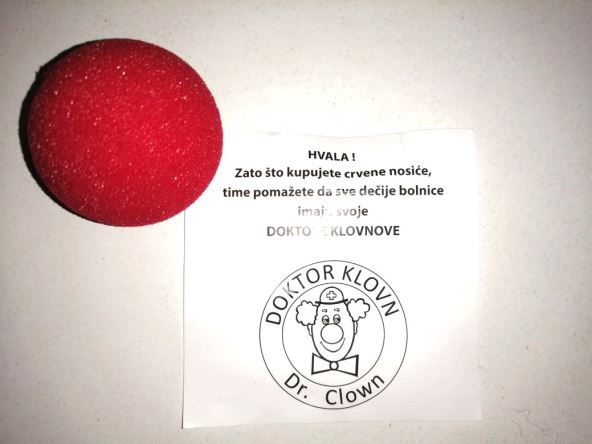 HVALA !
Zato što kupujete crvene nosiće,
time pomažete da sve dečije bolnice
svoje
KLOVNOVE
DOKTOR KLOVN
Dr. Clown